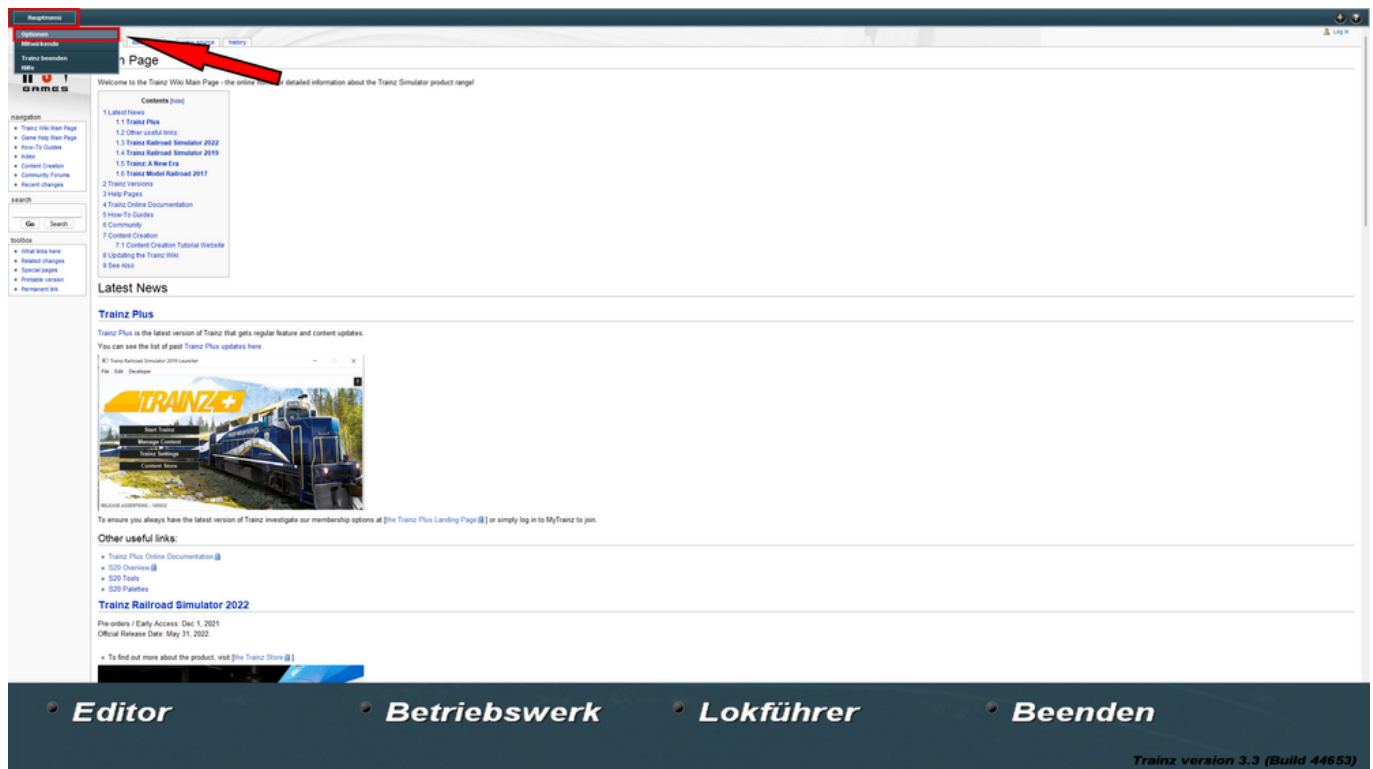 Hauptmenü
Optionen
Mitwirkende
Trainz beenden
Hilfe
history
Log in
Page
GAMES
Welcome to the Trainz Wiki Main Page - the online detailed information about the Trainz Simulator product range!
Contents [hide]
1 Latest News
1.1 Trainz Plus
1.2 Other useful links:
1.3 Trainz Railroad Simulator 2022
1.4 Trainz Railroad Simulator 2019
1.5 Trainz: A New Era
1.6 Trainz Model Railroad 2017
2 Trainz Versions
3 Help Pages
4 Trainz Online Documentation
5 How-To Guides
6 Community
7 Content Creation
7.1 Content Creation Tutorial Website
8 Updating the Trainz Wiki
9 See Also
navigation
Trainz Wiki Main Page
Game Help Main Page
How-To Guides
Index
Content Creation
Community Forums
Recent changes
search
Go Search
toolbox
What links here
Related changes
Special pages
Printable version
Permanent link
Latest News
Trainz Plus
Trainz Plus is the latest version of Trainz that gets regular feature and content updates.
You can see the list of past Trainz Plus updates here.
Trainz Railroad Simulator 2019 Launcher
File Edit Developer
TRAINZ+
Start Trainz
Manage Content
Trainz Settings
Content Store
To ensure you always have the latest version of Trainz investigate our membership options at [the Trainz Plus Landing Page] or simply log in to MyTrainz to join.
Other useful links:
Trainz Plus Online Documentation
S20 Overview
S20 Tools
S20 Palettes
Trainz Railroad Simulator 2022
Pre-orders / Early Access: Dec 1, 2021
Official Release Date: May 31, 2022.
To find out more about the product, visit [the Trainz Store].
Editor
Betriebswerk
Lokführer
Beenden
Trainz version 3.3 (Build 44653)